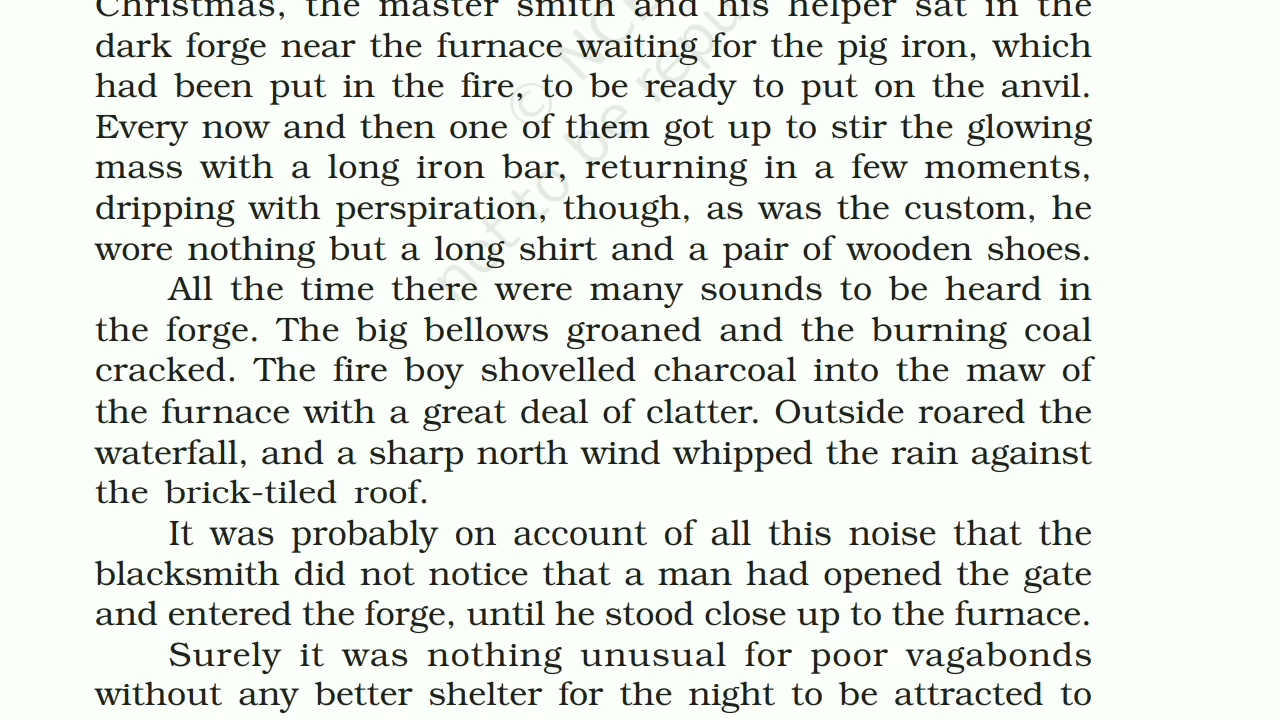 Christmas, the master smith and his helper sat in the
dark forge near the furnace waiting for the pig iron, which
had been put in the fire, to be ready to put on the anvil.
Every now and then one of them got up to stir the glowing
mass with a long iron bar, returning in a few moments,
dripping with perspiration, though, as was the custom, he
wore nothing but a long shirt and a pair of wooden shoes.
All the time there were many sounds to be heard in
the forge. The big bellows groaned and the burning coal
cracked. The fire boy shovelled charcoal into the maw of
the furnace with a great deal of clatter. Outside roared the
waterfall, and a sharp north wind whipped the rain against
the brick-tiled roof.
It was probably on account of all this noise that the
blacksmith did not notice that a man had opened the gate
and entered the forge, until he stood close up to the furnace.
Surely it was nothing unusual for poor vagabonds
without any better shelter for the night to be attracted to
© NC
not to be repu